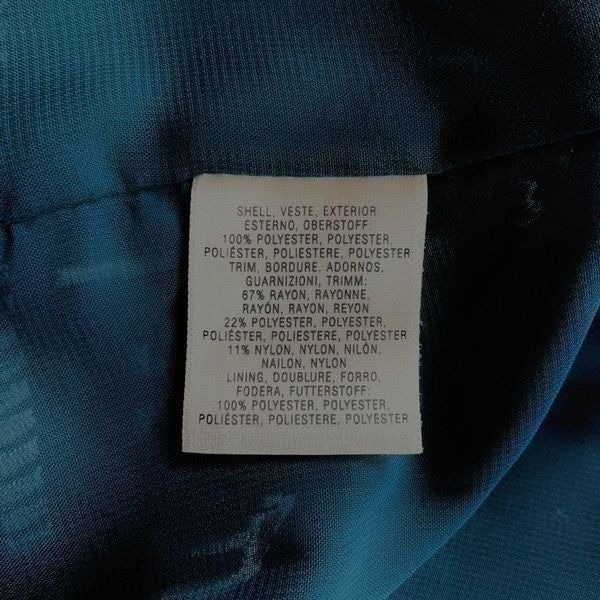 SHELL, VESTE, EXTERIOR,
ESTERNO, OBERSTOFF:
100% POLYESTER, POLYESTER,
POLIÉSTER, POLIESTERE, POLYESTER
TRIM, BORDURE, ADORNOS,
GUARNIZIONI, TRIMM:
67% RAYON, RAYONNE,
RAYÓN, RAYON, REYON
22% POLYESTER, POLYESTER,
POLIÉSTER, POLIESTERE, POLYESTER
11% NYLON, NYLON, NILÓN,
NAILON, NYLON
LINING, DOUBLURE, FORRO,
FODERA, FUTTERSTOFF:
100% POLYESTER, POLYESTER,
POLIÉSTER, POLIESTERE, POLYESTER